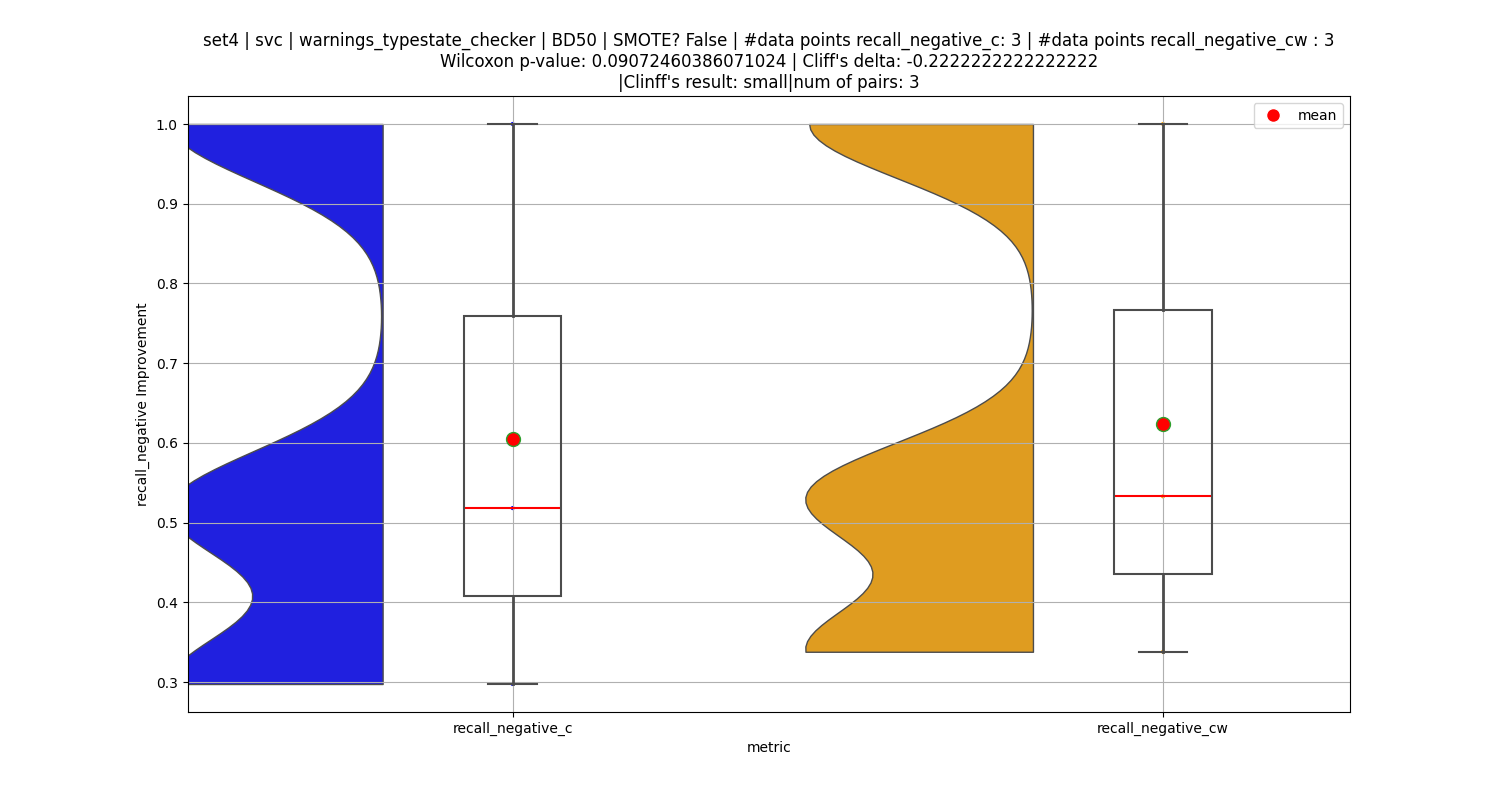 set4 | svc | warnings_typestate_checker | BD50 | SMOTE? False | #data points recall_negative_c: 3 | #data points recall_negative_cw : 3
Wilcoxon p-value: 0.09072460386071024 | Cliff's delta: -0.2222222222222222
|Clinff's result: small|num of pairs: 3
mean
1.0
0.9
0.8
0.7
0.6
0.5
0.4
0.3
recall_negative Improvement
recall_negative_c
recall_negative_cw
metric